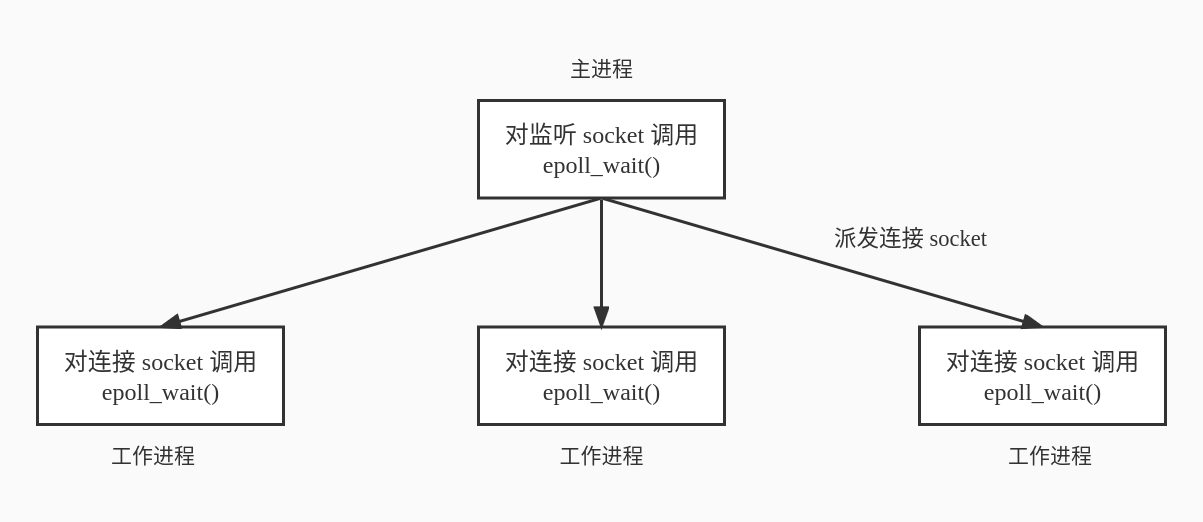 主进程
对监听 socket 调用
epoll_wait()
派发连接 socket
对连接 socket 调用
epoll_wait()
对连接 socket 调用
epoll_wait()
对连接 socket 调用
epoll_wait()
工作进程
工作进程
工作进程